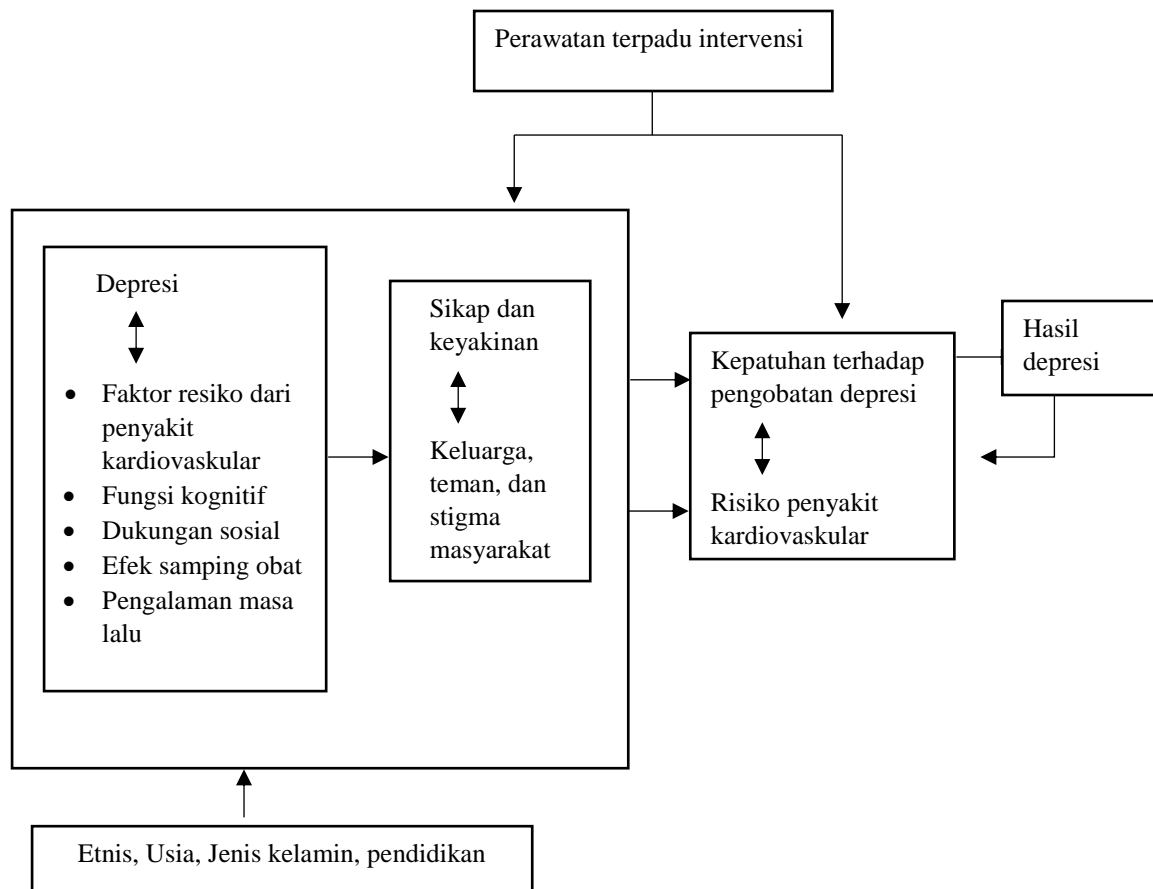 Perawatan terpadu intervensi
Depresi
• Faktor resiko dari
penyakit
kardiovaskular
• Fungsi kognitif
• Dukungan sosial
• Efek samping obat
• Pengalaman masa
lalu
Sikap dan
keyakinan
Keluarga,
teman, dan
stigma
masyarakat
Kepatuhan terhadap
pengobatan depresi
Risiko penyakit
kardiovaskular
Hasil
depresi
Etnis, Usia, Jenis kelamin, pendidikan